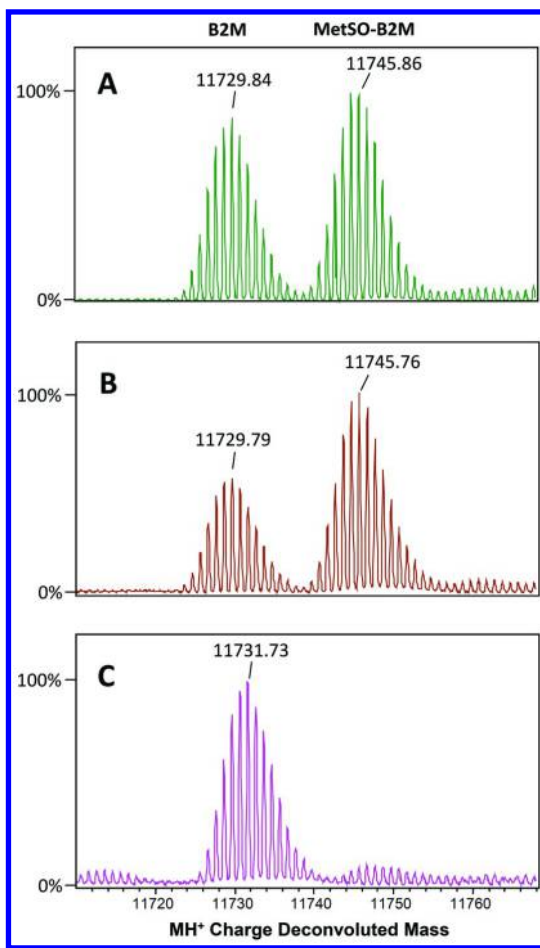 B2M MetSO-B2M
A
11729.84 11745.86
100%
0%
B
11729.79 11745.76
100%
0%
C
11731.73
100%
0%
11720 11730 11740 11750 11760
MH⁺ Charge Deconvoluted Mass